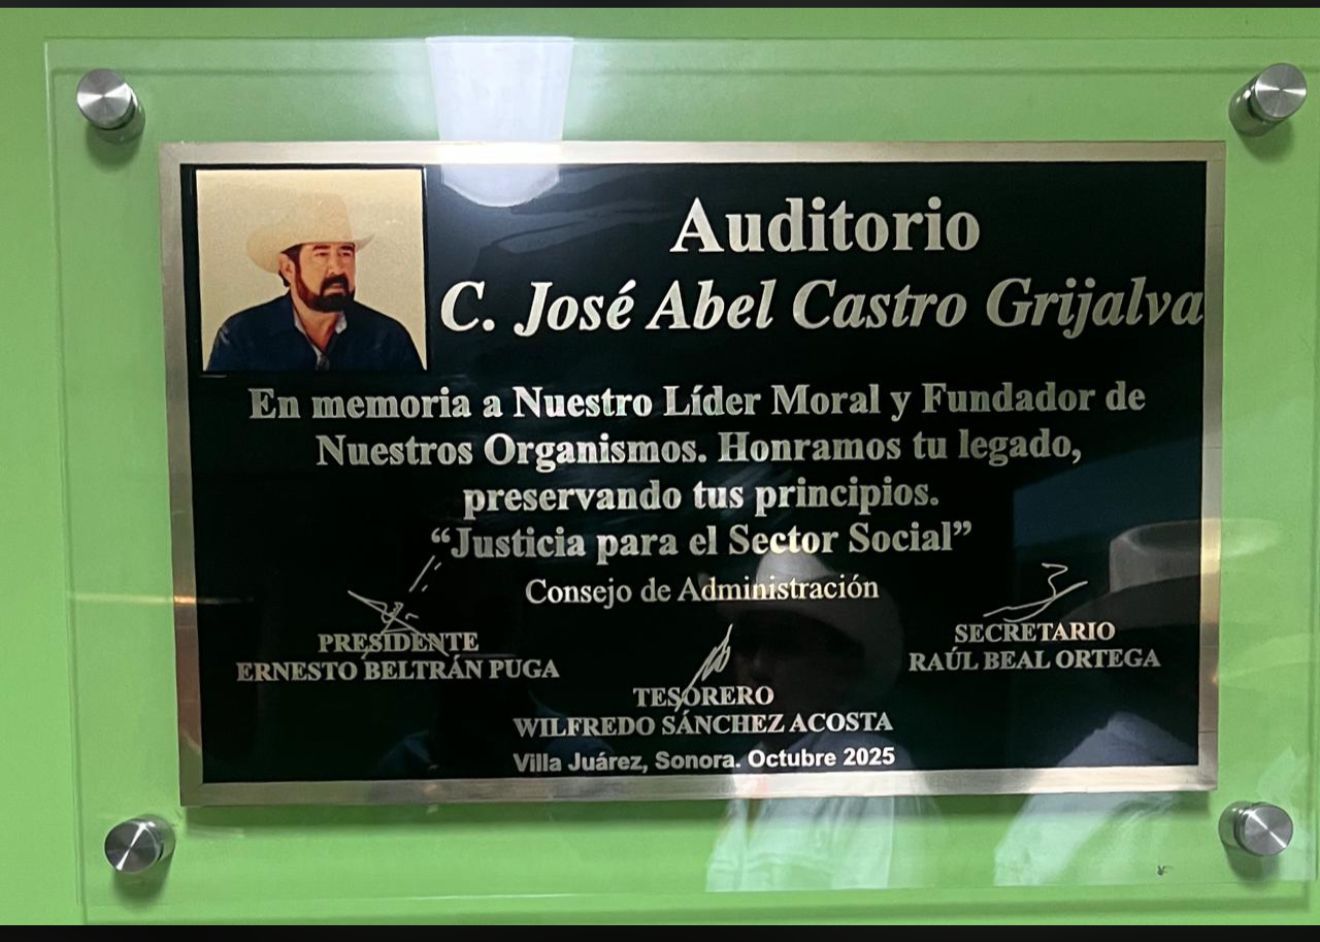 Auditorio
C. José Abel Castro Grijalva
En memoria a Nuestro Líder Moral y Fundador de
Nuestros Organismos. Honramos tu legado,
preservando tus principios.
“Justicia para el Sector Social”
Consejo de Administración
PRESIDENTE
ERNESTO BELTRÁN PUGA
SECRETARIO
RAÚL BEAL ORTEGA
TESORERO
WILFREDO SÁNCHEZ ACOSTA
Villa Juárez, Sonora. Octubre 2025